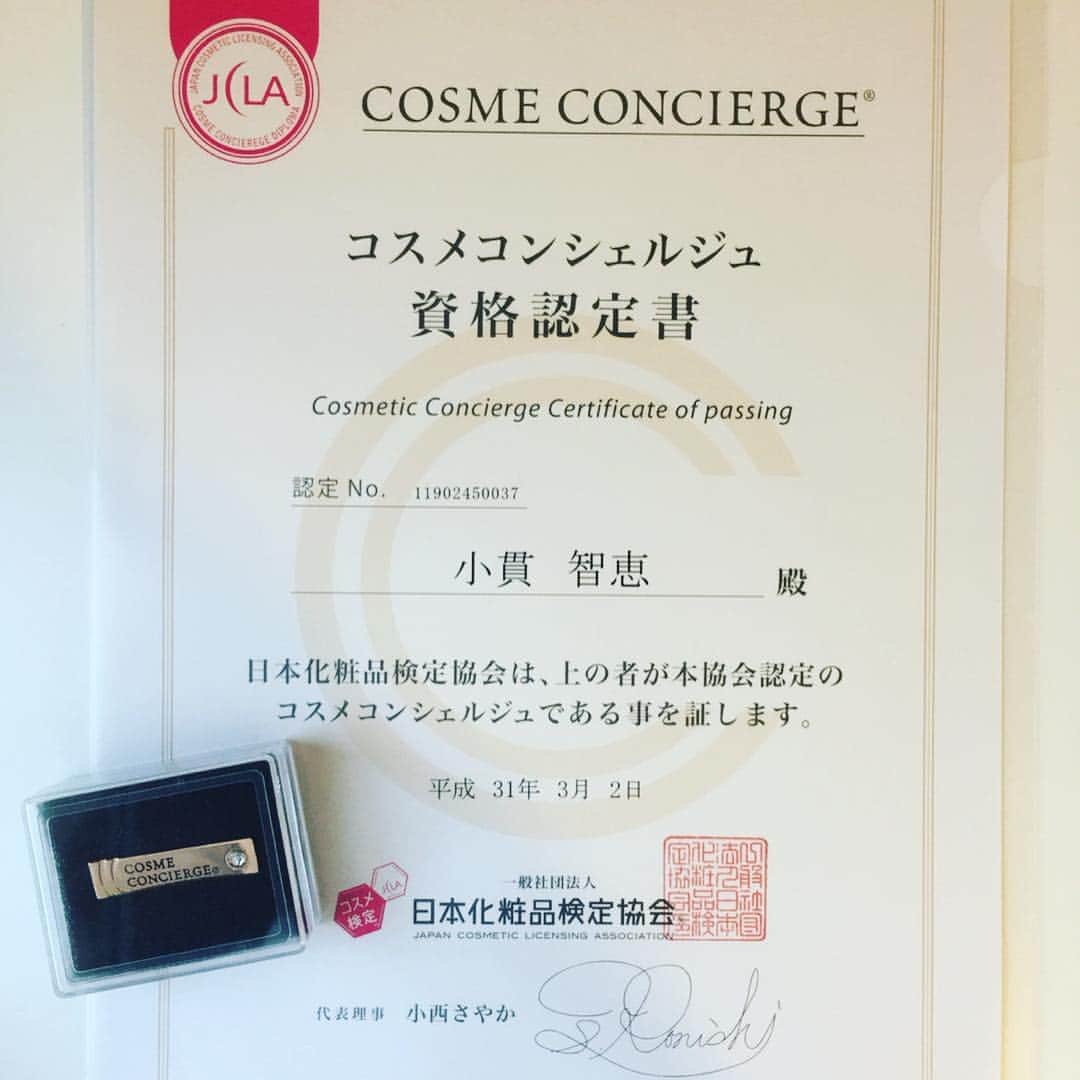 JAPAN COSMETIC LICENSING ASSOCIATION
JCLA
COSME CONCIEREGE DIPLOMA
COSME CONCIERGE®
コスメコンシェルジュ
資格認定書
Cosmetic Concierge Certificate of passing
認定 No. 11902450037
小貫 智恵 殿
日本化粧品検定協会は、上の者が本協会認定の
コスメコンシェルジュである事を証します。
平成 31年 3月 2日
COSME
CONCIERGE®
JCLA
コスメ
検定
一般社団法人
日本化粧品検定協会
JAPAN COSMETIC LICENSING ASSOCIATION
代表理事 小西さやか
S. Konishi